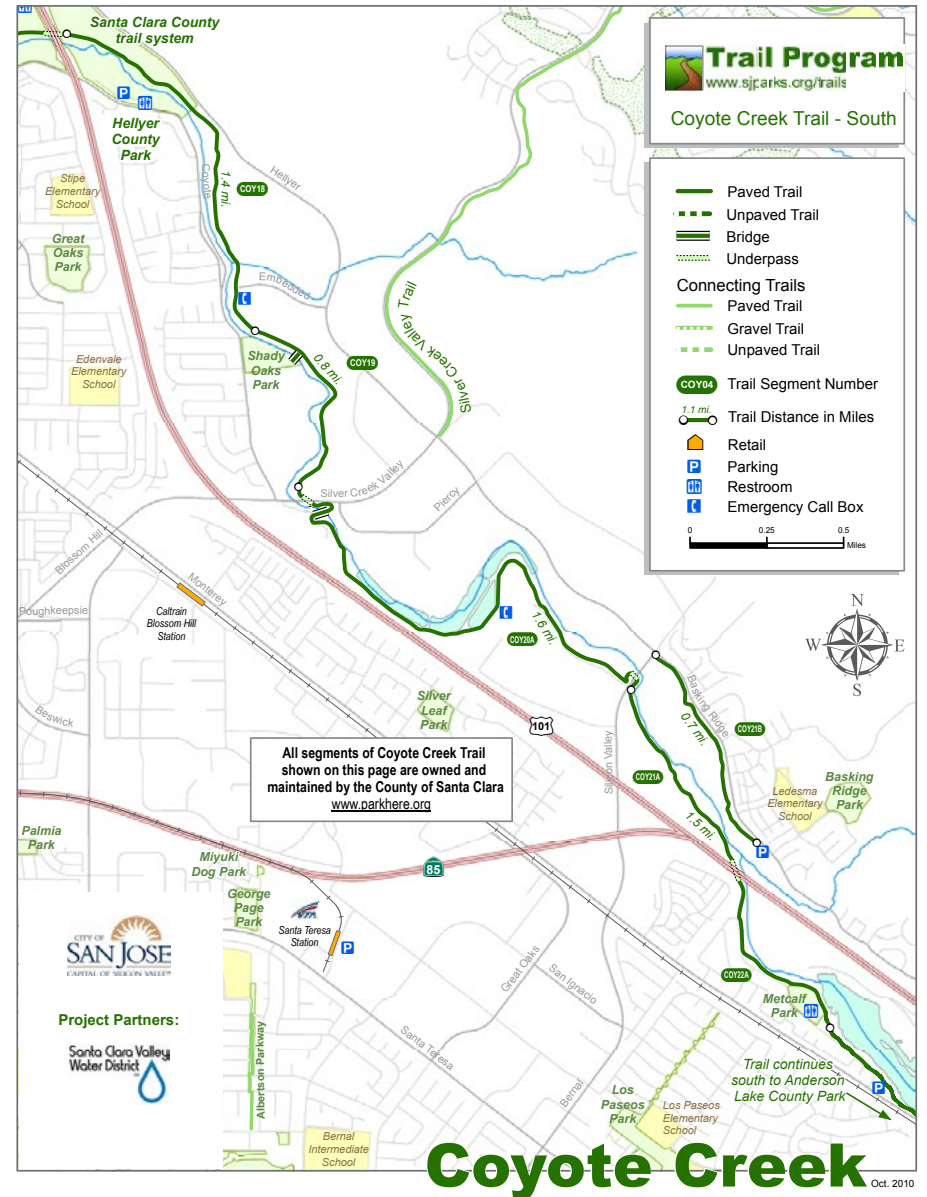 Santa Clara County
trail system
Trail Program
www.sjparks.org/trails
Coyote Creek Trail - South
P
Hellyer
County
Park
Hellyer
Coyote
COY18
1.4 mi.
Stipe
Elementary
School
Great
Oaks
Park
Paved Trail
Unpaved Trail
Bridge
Underpass
Connecting Trails
Paved Trail
Gravel Trail
Unpaved Trail
COY04
Trail Segment Number
1.1 mi.
Trail Distance in Miles
Retail
P
Parking
Restroom
Emergency Call Box
0
0.25
0.5
Miles
Embedded
Silver Creek Valley Trail
Shady
Oaks
Park
0.8 mi.
COY19
Edenvale
Elementary
School
Silver Creek Valley
Piercy
Blossom Hill
Monterey
Poughkeepsie
Caltrain
Blossom Hill
Station
N
W
E
S
COY20A
1.6 mi.
Basking Ridge
0.7 mi.
COY21B
Silver
Leaf
Park
101
Beswick
Silicon Valley
COY21A
1.5 mi.
All segments of Coyote Creek Trail
shown on this page are owned and
maintained by the County of Santa Clara
www.parkhere.org
Ledesma
Elementary
School
Basking
Ridge
Park
P
Palmia
Park
Miyuki
Dog Park
85
George
Page
Park
VTA
Santa Teresa
Station
P
CITY OF
SAN JOSE
CAPITAL OF SILICON VALLEY
Great Oaks
San Ignacio
COY22A
Metcalf
Park
Project Partners:
Santa Clara Valley
Water District
Albertson Parkway
Santa Teresa
Bernal
Trail continues
south to Anderson
Lake County Park
P
Los
Paseos
Park
Los Paseos
Elementary
School
Bernal
Intermediate
School
Coyote Creek
Oct. 2010